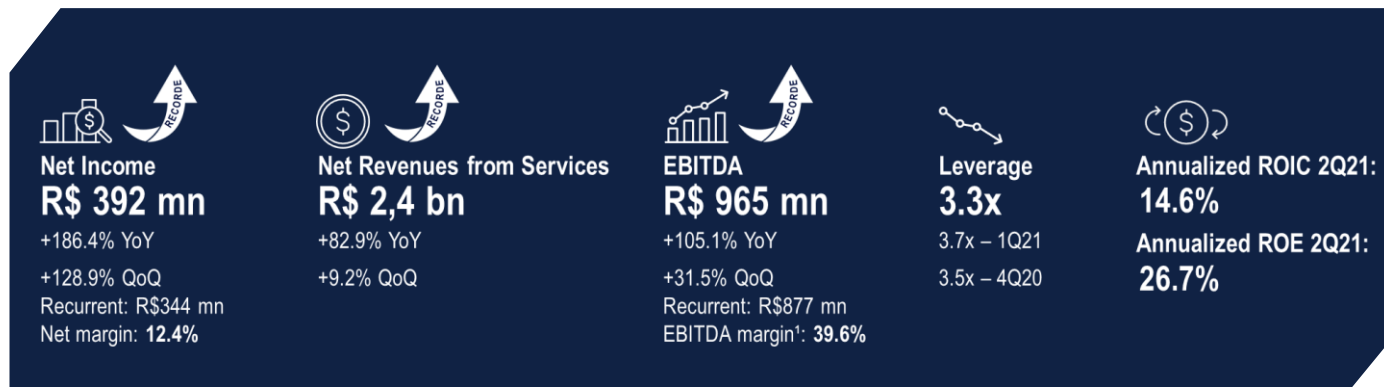 RECORDE
Net Income
R$ 392 mn
+186.4% YoY
+128.9% QoQ
Recurrent: R$344 mn
Net margin: 12.4%
$
RECORDE
Net Revenues from Services
R$ 2,4 bn
+82.9% YoY
+9.2% QoQ
RECORDE
EBITDA
R$ 965 mn
+105.1% YoY
+31.5% QoQ
Recurrent: R$877 mn
EBITDA margin¹: 39.6%
Leverage
3.3x
3.7x – 1Q21
3.5x – 4Q20
$
Annualized ROIC 2Q21:
14.6%
Annualized ROE 2Q21:
26.7%